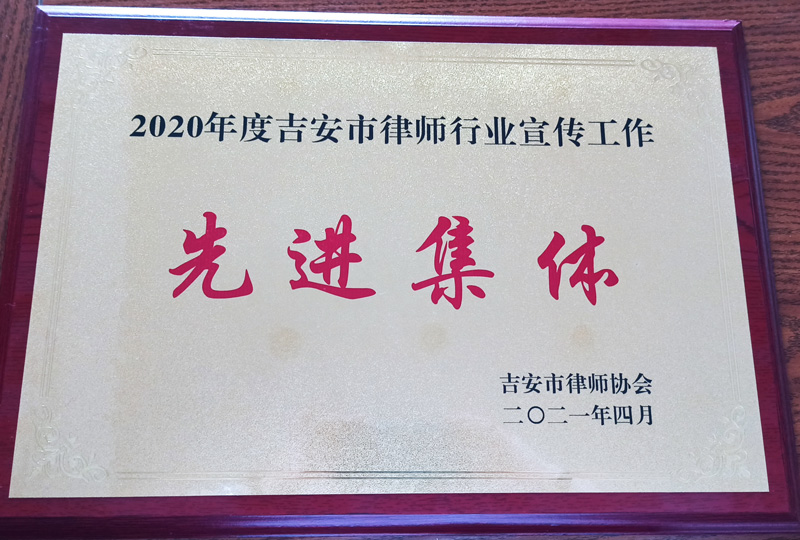 2020年度吉安市律师行业宣传工作
先进集体
吉安市律师协会
二〇二一年四月